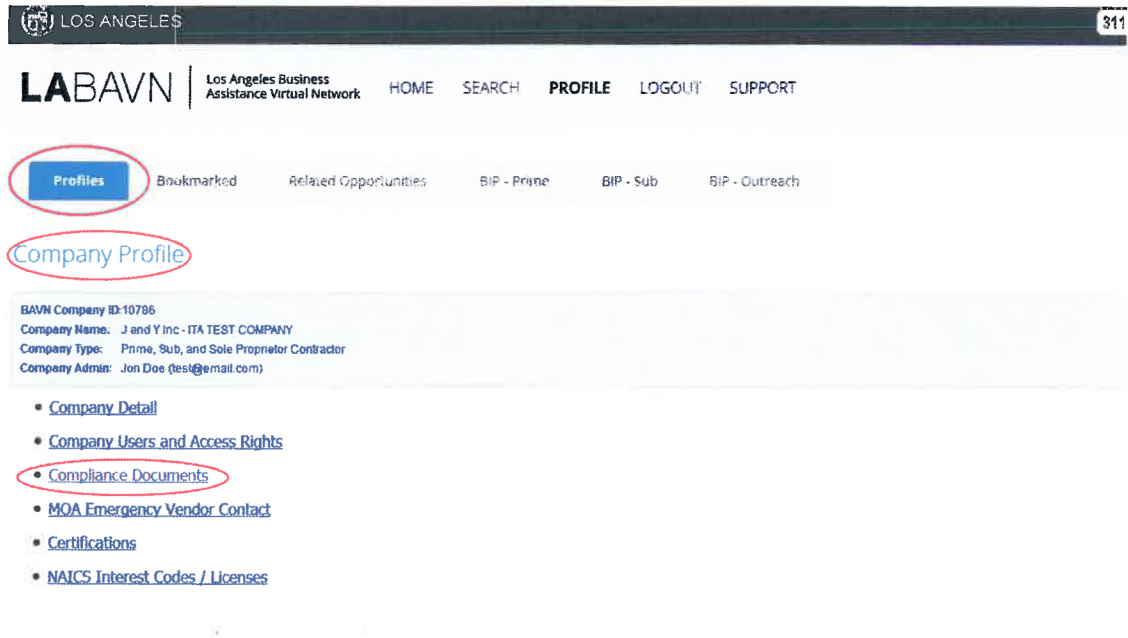 LOS ANGELES
311
LABAVN
Los Angeles Business
Assistance Virtual Network
HOME SEARCH PROFILE LOGOUT SUPPORT
Profiles Bookmarked Related Opportunities BIP - Prime BIP - Sub BIP - Outreach
Company Profile
BAVN Company ID:10786
Company Name: J and Y Inc - ITA TEST COMPANY
Company Type: Prime, Sub, and Sole Proprietor Contractor
Company Admin: Jon Doe (test@email.com)
• Company Detail
• Company Users and Access Rights
• Compliance Documents
• MOA Emergency Vendor Contact
• Certifications
• NAICS Interest Codes / Licenses